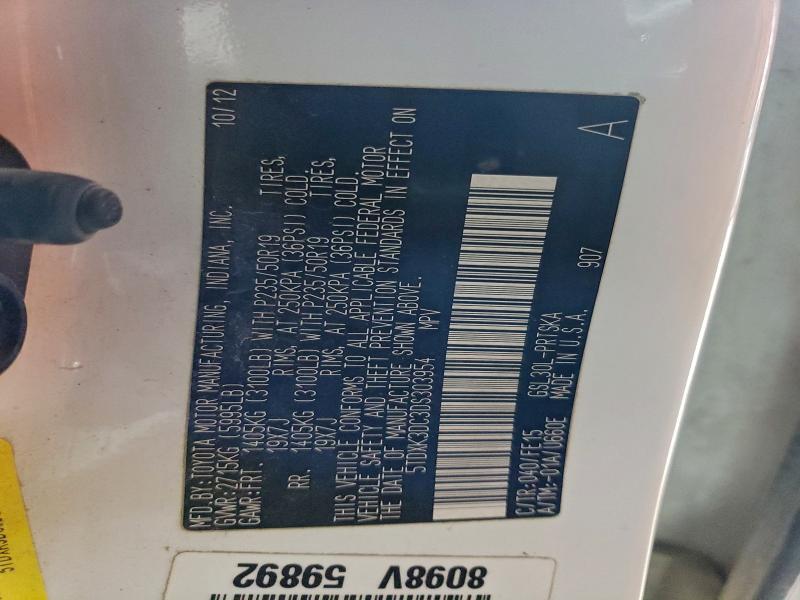 MFD.BY:TOYOTA MOTOR MANUFACTURING, INDIANA, INC. 10/12
GVWR:2715KG (5985LB)
GAWR:FRT. 1405KG (3100LB) WITH P235/50R19 TIRES,
19X7J RIMS, AT 250KPA (36PSI) COLD.
RR. 1405KG (3100LB) WITH P235/50R19 TIRES,
19X7J RIMS, AT 250KPA (36PSI) COLD.
THIS VEHICLE CONFORMS TO ALL APPLICABLE FEDERAL MOTOR
VEHICLE SAFETY AND THEFT PREVENTION STANDARDS IN EFFECT ON
THE DATE OF MANUFACTURE SHOWN ABOVE.
5TDXK3DC3DS303954 MPV
C/TR:040/FE15 GSL30L-PRTSKA
A/TM:-01A/U660E MADE IN U.S.A.
907 A
8098V 59892